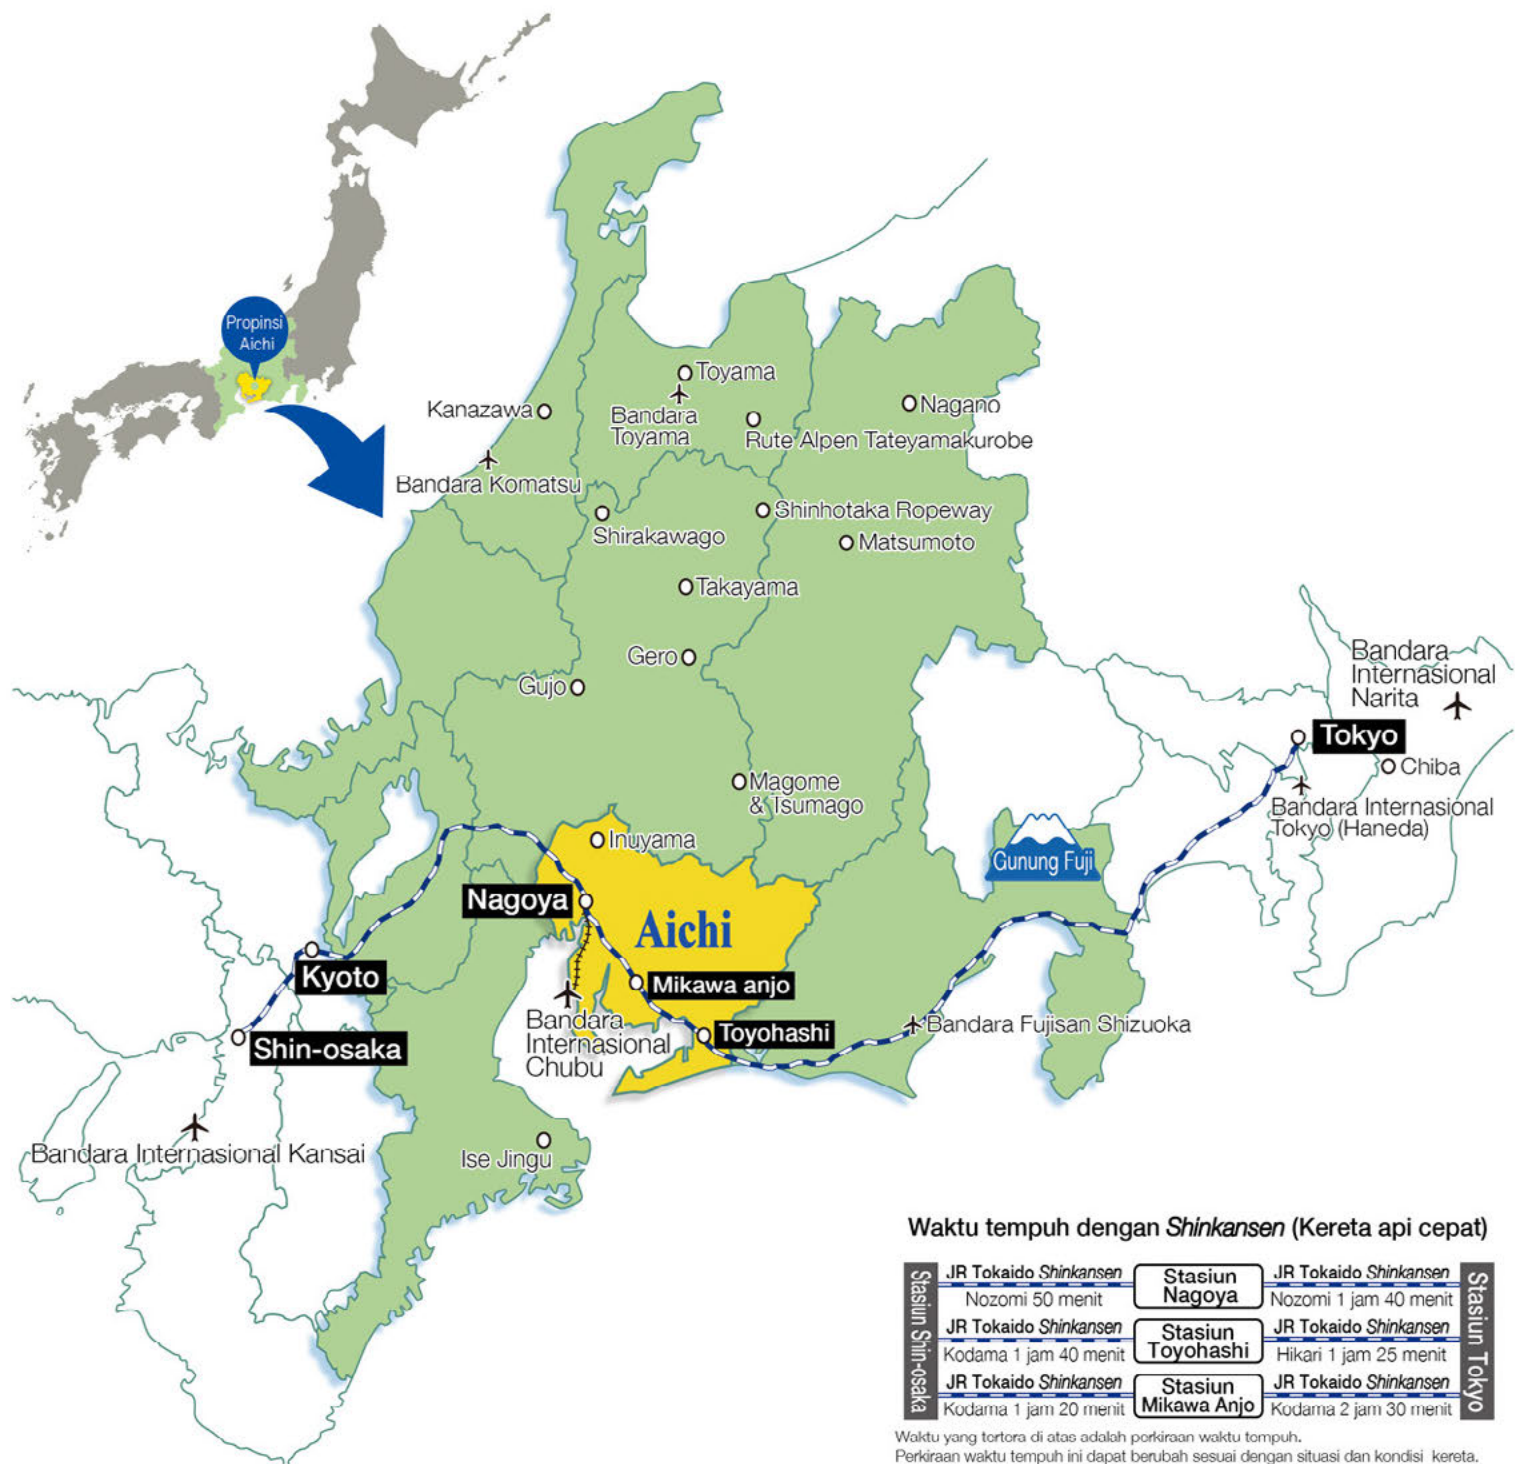 Propinsi
Aichi
Toyama
Kanazawa
Bandara
Toyama
Nagano
Rute Alpen Tateyamakurobe
Bandara Komatsu
Shinhotaka Ropeway
Shirakawago
Matsumoto
Takayama
Gero
Gujo
Bandara
Internasional
Narita
Tokyo
Chiba
Magome
& Tsumago
Bandara Internasional
Tokyo (Haneda)
Inuyama
Gunung Fuji
Nagoya
Aichi
Kyoto
Mikawa anjo
Bandara
Internasional
Chubu
Toyohashi
Bandara Fujisan Shizuoka
Shin-osaka
Bandara Internasional Kansai
Ise Jingu
Waktu tempuh dengan Shinkansen (Kereta api cepat)
Stasiun Shin-osaka
JR Tokaido Shinkansen
Nozomi 50 menit
Stasiun
Nagoya
JR Tokaido Shinkansen
Nozomi 1 jam 40 menit
JR Tokaido Shinkansen
Kodama 1 jam 40 menit
Stasiun
Toyohashi
JR Tokaido Shinkansen
Hikari 1 jam 25 menit
JR Tokaido Shinkansen
Kodama 1 jam 20 menit
Stasiun
Mikawa Anjo
JR Tokaido Shinkansen
Kodama 2 jam 30 menit
Stasiun Tokyo
Waktu yang tertera di atas adalah perkiraan waktu tempuh.
Perkiraan waktu tempuh ini dapat berubah sesuai dengan situasi dan kondisi kereta.